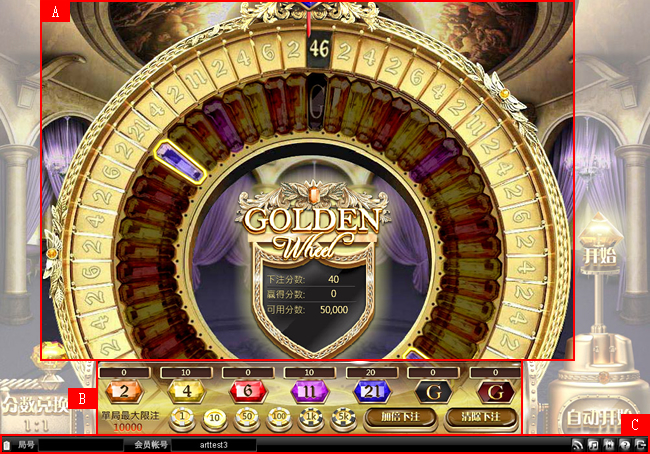 A
46
GOLDEN
Wheel
下注分数: 40
赢得分数: 0
可用分数: 50,000
开始
0 10 0 10 20 0 0
2 4 6 11 21 G G
B
分数兑换
1:1
單局最大限注
10000
1 10 50 100 1K 5K
加倍下注
清除下注
自动开始
C
局号
会员帐号 arttest3